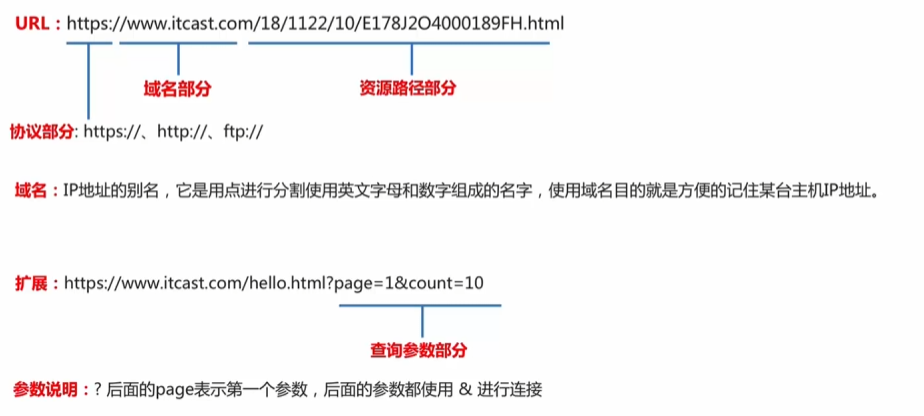 URL：https://www.itcast.com/18/1122/10/E178J2O4000189FH.html
域名部分
资源路径部分
协议部分: https://、http://、ftp://
域名：IP地址的别名，它是用点进行分割使用英文字母和数字组成的名字，使用域名目的就是方便的记住某台主机IP地址。
扩展：https://www.itcast.com/hello.html?page=1&count=10
查询参数部分
参数说明：? 后面的page表示第一个参数，后面的参数都使用 & 进行连接